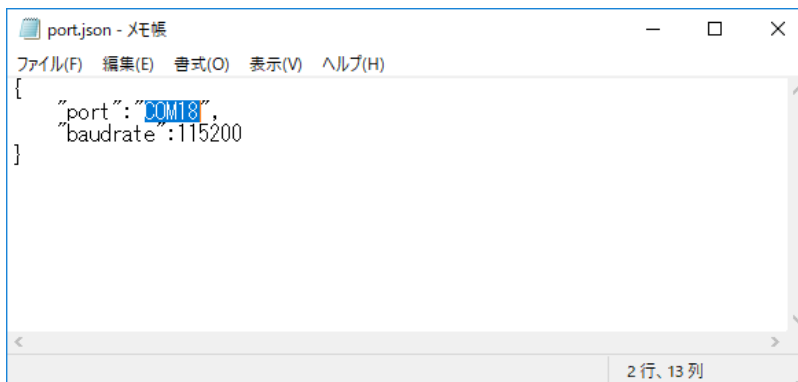 port.json - メモ帳
ファイル(F) 編集(E) 書式(O) 表示(V) ヘルプ(H)
{
    "port":"COM18",
    "baudrate":115200
}
2 行、13 列